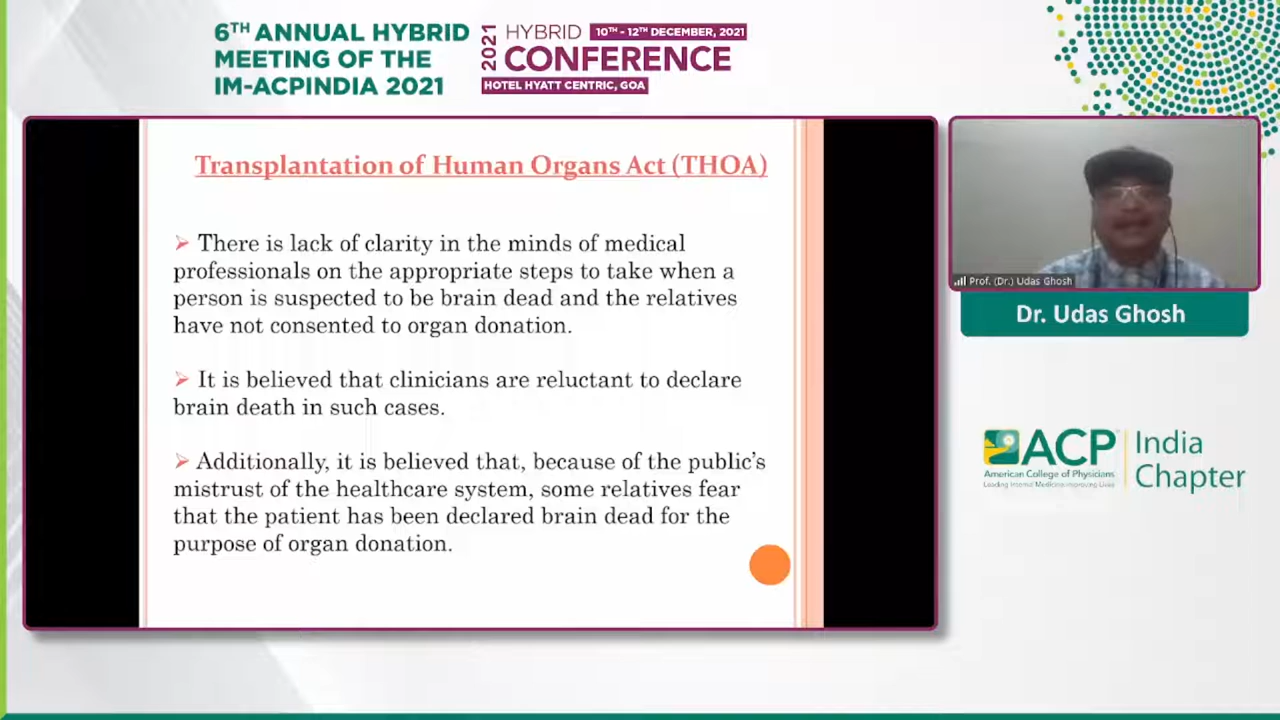 6TH ANNUAL HYBRID
MEETING OF THE
IM-ACPINDIA 2021
2021
HYBRID
10TH - 12TH DECEMBER, 2021
CONFERENCE
HOTEL HYATT CENTRIC, GOA
Transplantation of Human Organs Act (THOA)
➢ There is lack of clarity in the minds of medical
professionals on the appropriate steps to take when a
person is suspected to be brain dead and the relatives
have not consented to organ donation.
➢ It is believed that clinicians are reluctant to declare
brain death in such cases.
➢ Additionally, it is believed that, because of the public’s
mistrust of the healthcare system, some relatives fear
that the patient has been declared brain dead for the
purpose of organ donation.
Prof. (Dr.) Udas Ghosh
Dr. Udas Ghosh
ACP
American College of Physicians
Leading Internal Medicine, Improving Lives
India
Chapter